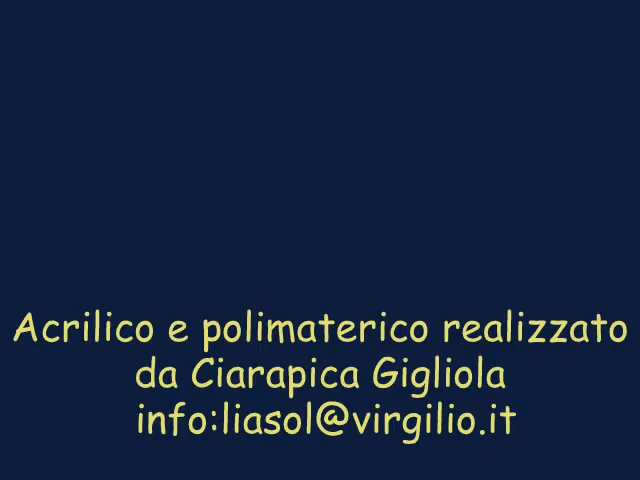 Acrilico e polimaterico realizzato
da Ciarapica Gigliola
info:liasol@virgilio.it